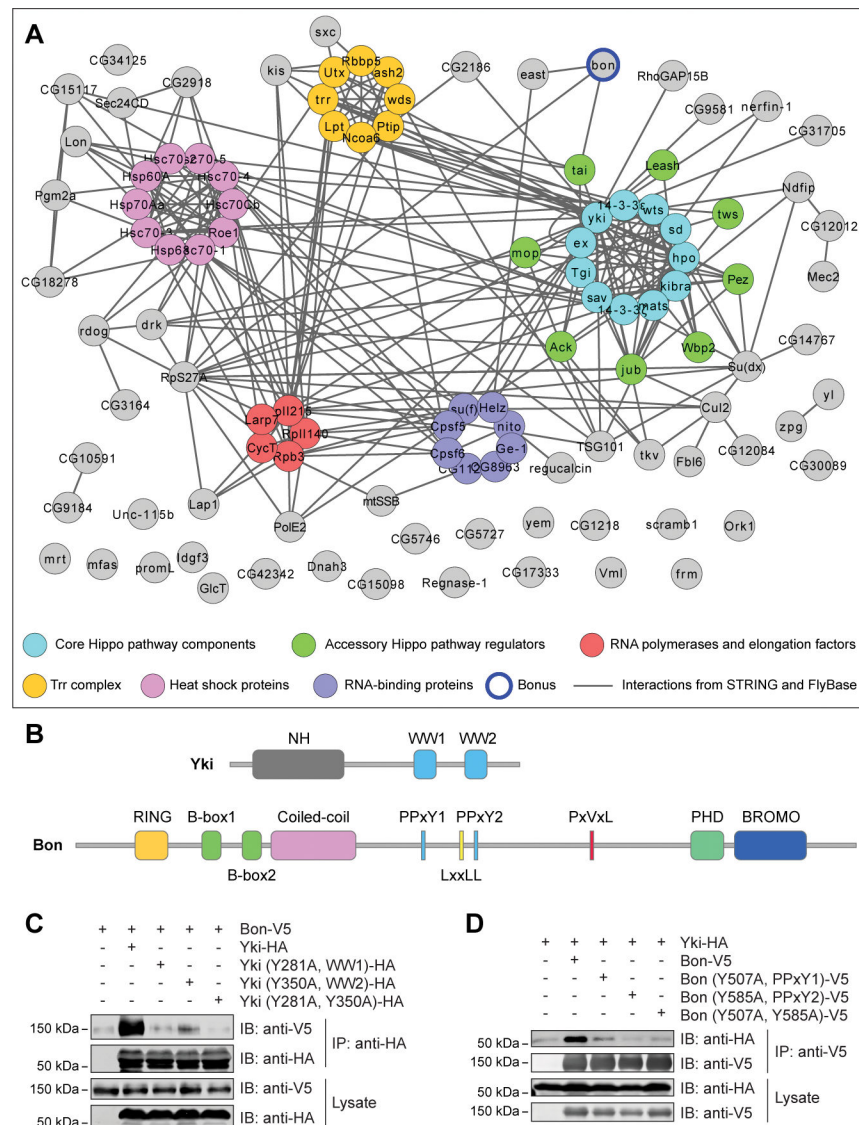 A
sxc
CG34125
kis
Rbbp5
Utx
ash2
CG2186
east
bon
RhoGAP15B
CG15117
CG2918
Sec24CD
trr
wds
CG9581
nerfin-1
Lpt
Ptip
Ncoa6
CG31705
Lon
Hsc70-4
Hsp60A
tai
Leash
Pgm2a
Hsp70Aa
Hsc70Cb
yki
wts
tws
Ndfip
Roe1
ex
sd
CG12012
mop
hpo
Mec2
CG18278
Tgi
kibra
Pez
sav
mats
rdog
drk
Ack
Wbp2
CG14767
RpS27A
jub
Su(dx)
CG3164
Larp7
su(f)
Helz
Cul2
yl
RpII140
Cpsf5
nito
zpg
CG10591
CycT
Rpb3
Cpsf6
Ge-1
TSG101
tkv
CG12084
CG8963
regucalcin
Fbl6
CG30089
CG9184
Unc-115b
Lap1
mtSSB
PolE2
yem
CG1218
scramb1
Ork1
CG5746
CG5727
mrt
mfas
promL
Idgf3
GlcT
CG42342
Dnah3
CG15098
Regnase-1
CG17333
Vml
frm
Core Hippo pathway components
Accessory Hippo pathway regulators
RNA polymerases and elongation factors
Trr complex
Heat shock proteins
RNA-binding proteins
Bonus
Interactions from STRING and FlyBase
B
NH WW1 WW2
Yki
RING B-box1 Coiled-coil PPxY1 PPxY2 PxVxL PHD BROMO
Bon
B-box2 LxxLL
C
+ + + + + Bon-V5
- + - - - Yki-HA
- - + - - Yki (Y281A, WW1)-HA
- - - + - Yki (Y350A, WW2)-HA
- - - - + Yki (Y281A, Y350A)-HA
150 kDa IB: anti-V5
IP: anti-HA
50 kDa IB: anti-HA
150 kDa IB: anti-V5
Lysate
50 kDa IB: anti-HA
D
+ + + + + Yki-HA
- + - - - Bon-V5
- - + - - Bon (Y507A, PPxY1)-V5
- - - + - Bon (Y585A, PPxY2)-V5
- - - - + Bon (Y507A, Y585A)-V5
50 kDa IB: anti-HA
IP: anti-V5
150 kDa IB: anti-V5
50 kDa IB: anti-HA
Lysate
150 kDa IB: anti-V5